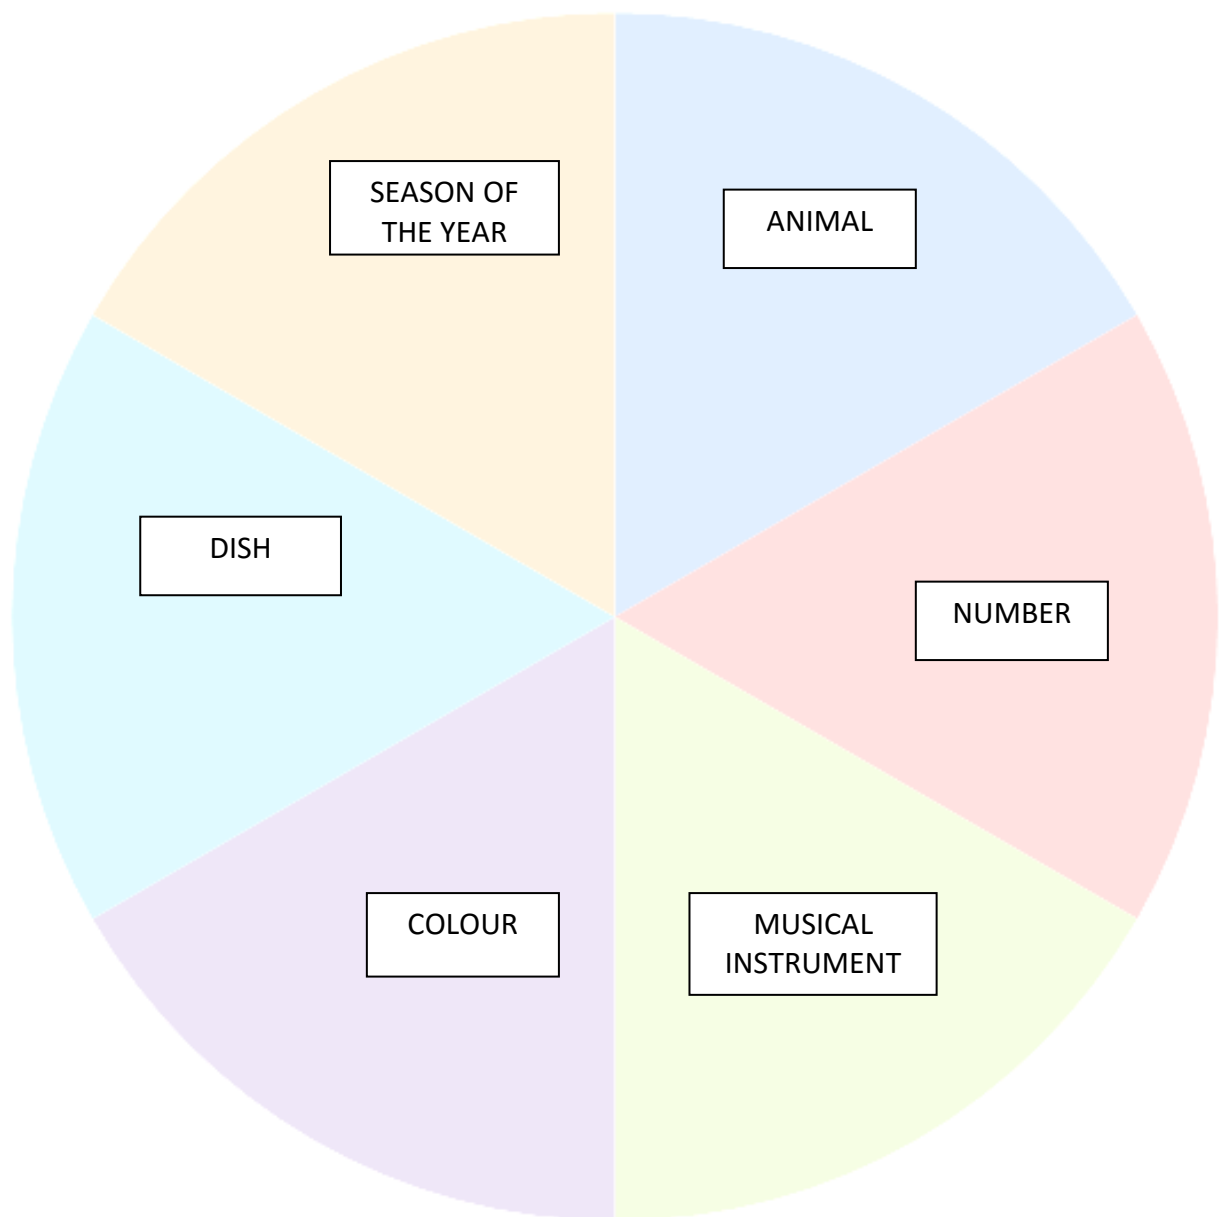 SEASON OF
THE YEAR
ANIMAL
DISH
NUMBER
COLOUR
MUSICAL
INSTRUMENT